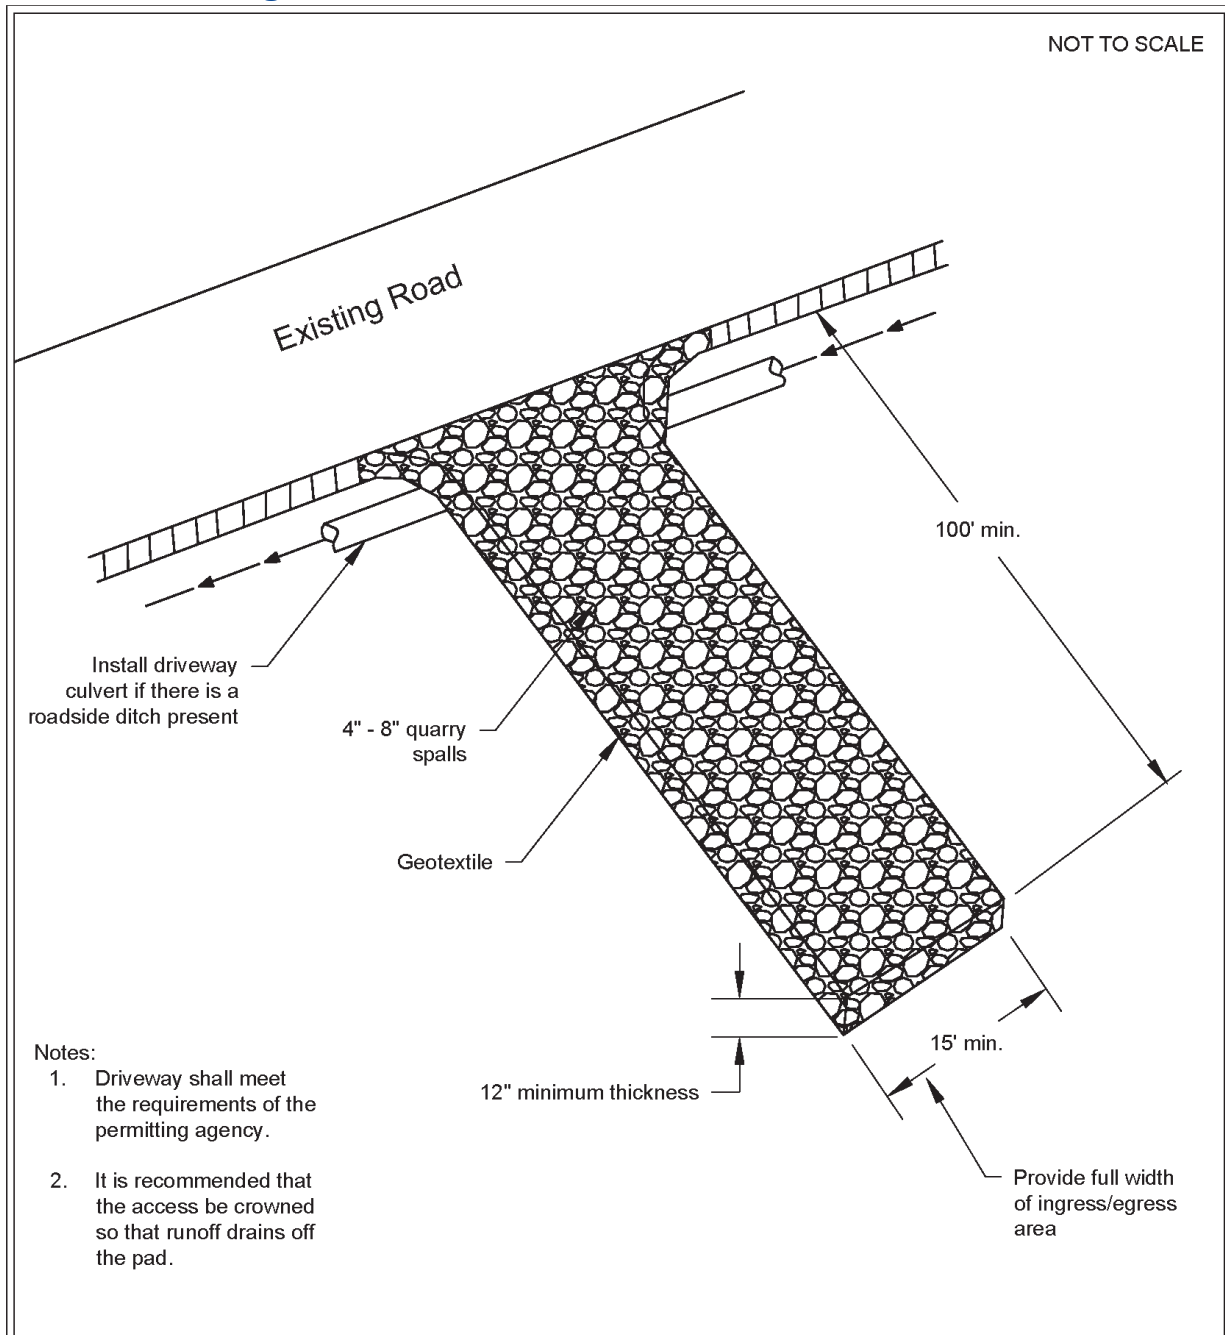 NOT TO SCALE
Existing Road
100' min.
Install driveway
culvert if there is a
roadside ditch present
4" - 8" quarry
spalls
Geotextile
15' min.
12" minimum thickness
Provide full width
of ingress/egress
area
Notes:
1. Driveway shall meet
the requirements of the
permitting agency.
2. It is recommended that
the access be crowned
so that runoff drains off
the pad.